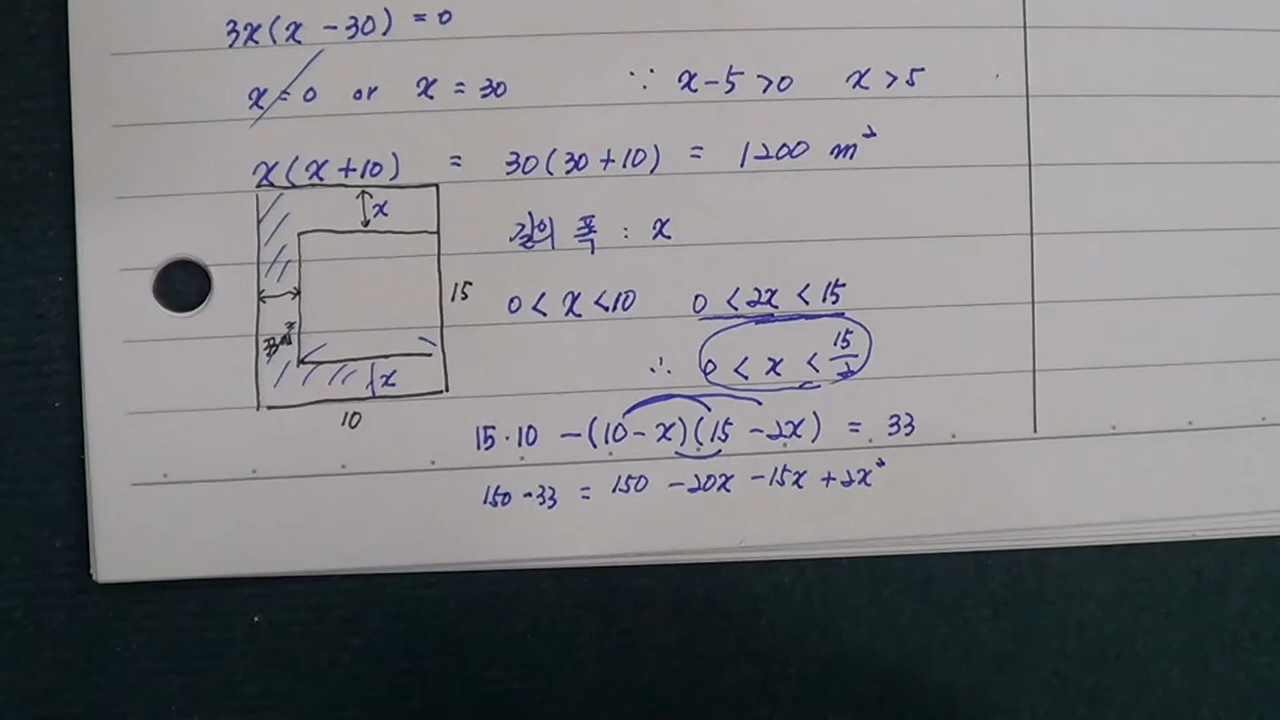 3x(x - 30) = 0
x = 0 or x = 30 ∵ x-5>0 x>5
x(x+10) = 30(30+10) = 1200 m²
x
길의 폭 : x
15
0 < x < 10 0 < 2x < 15
33m²
∴ 0 < x < 15/2
x
10
15·10 -(10-x)(15-2x) = 33
150-33 = 150 -20x -15x +2x²